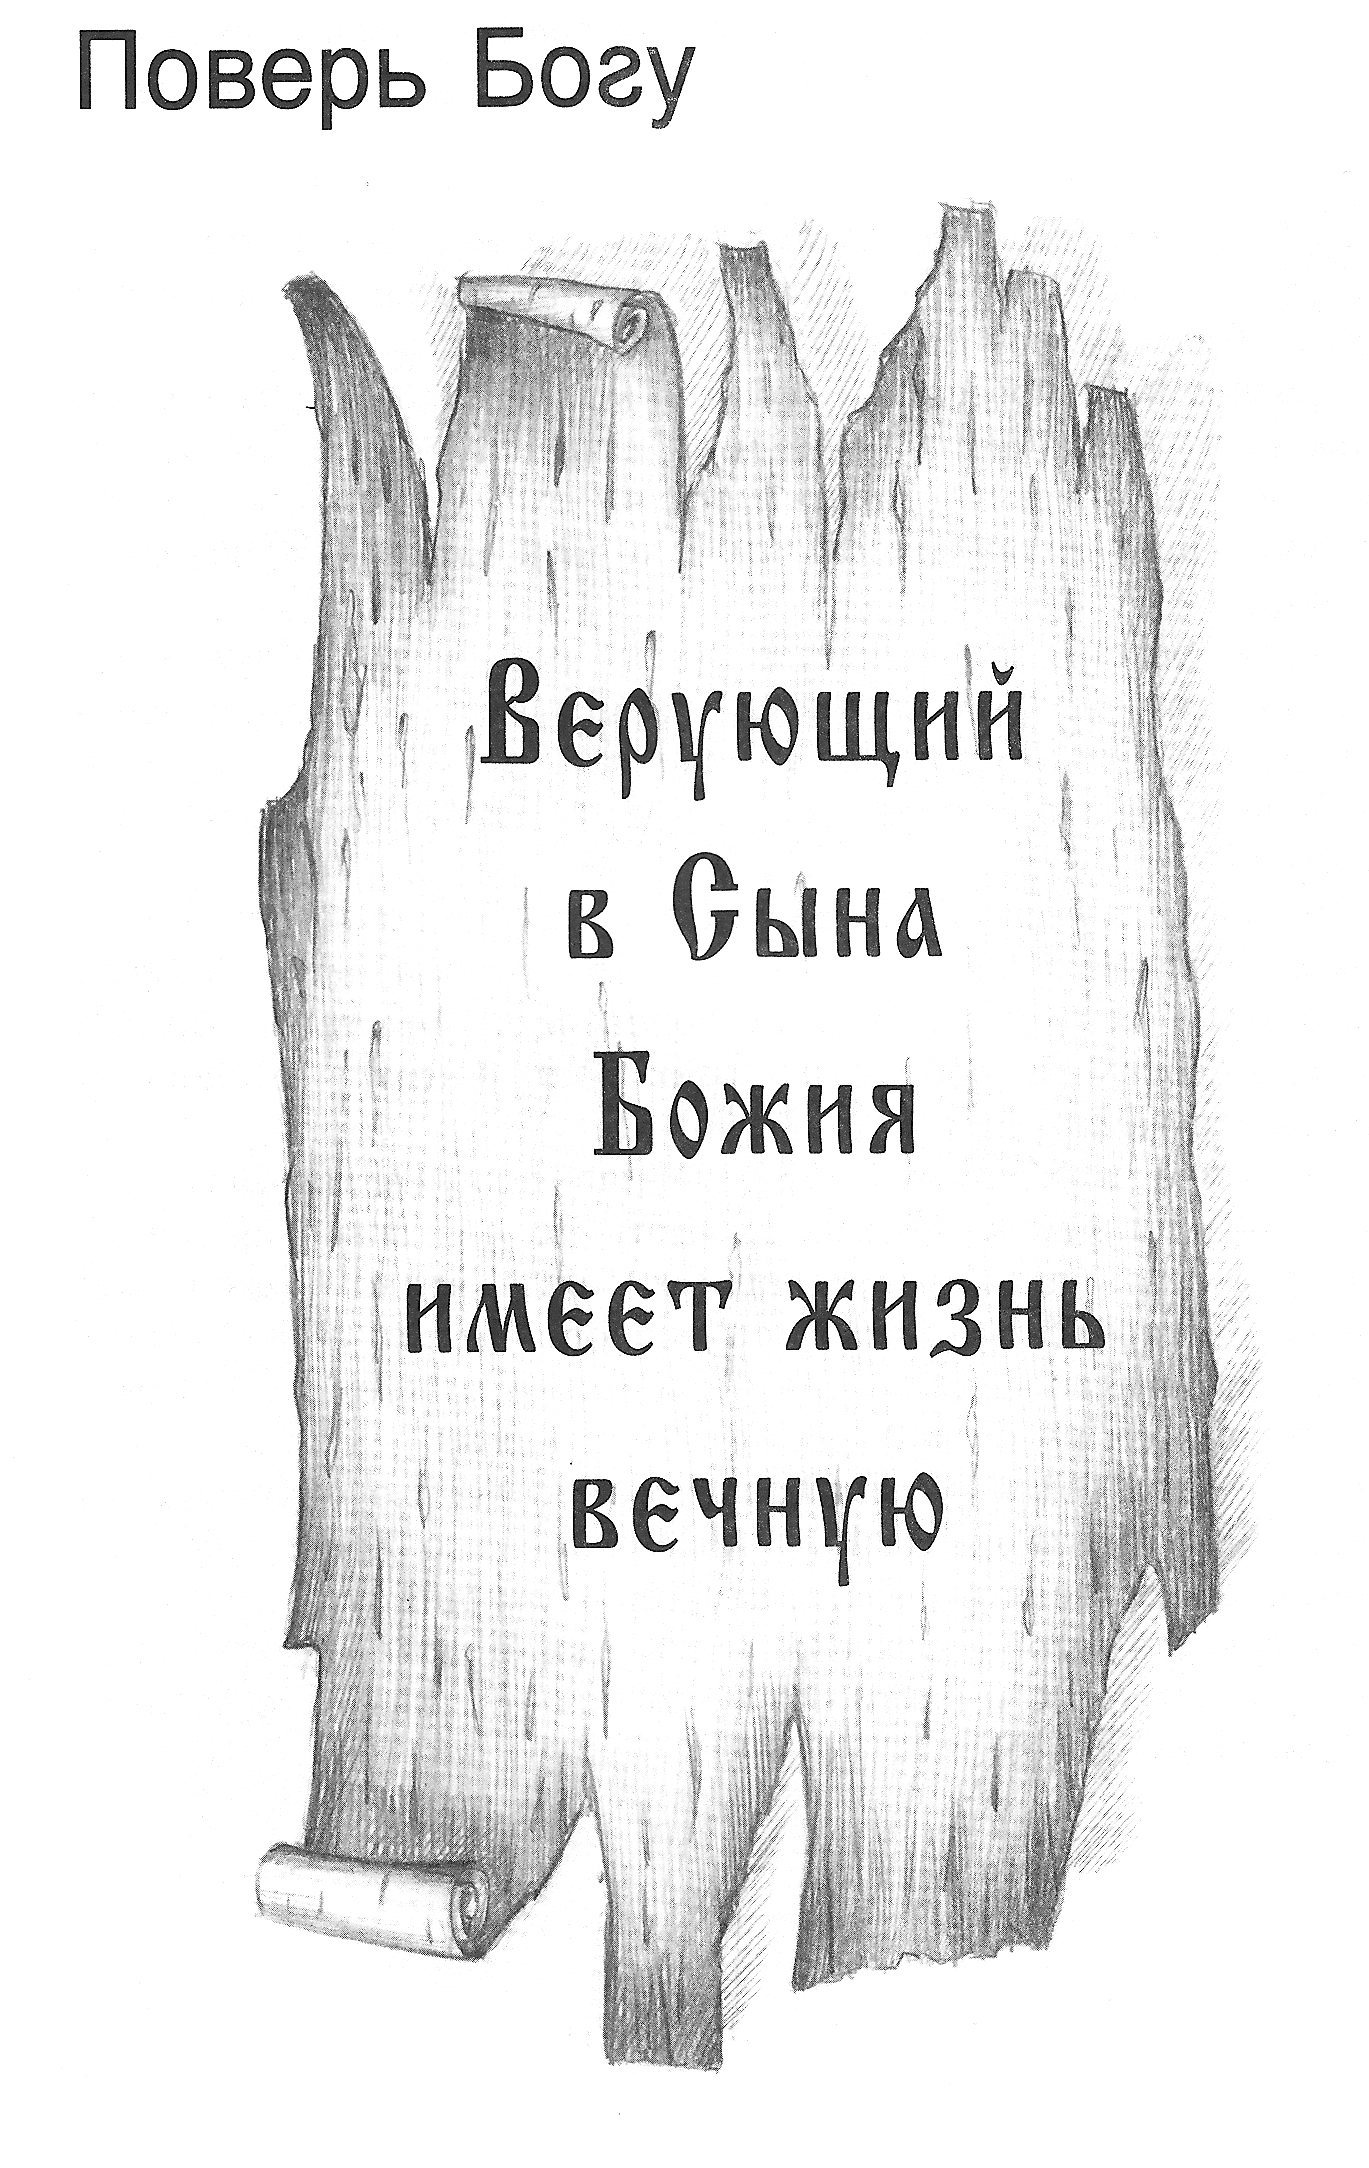 Поверь Богу
Верующий
в Сына
Божия
имеет жизнь
вечную